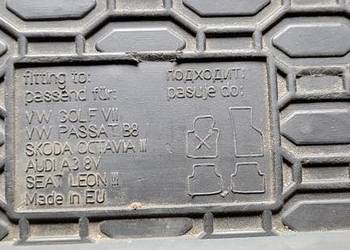 fitting to:
passend für:
VW GOLF VII
VW PASSAT B8
SKODA OCTAVIA III
AUDI A3 8V
SEAT LEON III
Made in EU
подходит:
pasuje do: